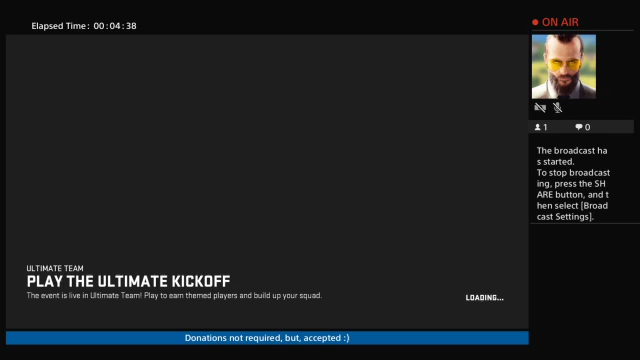 Elapsed Time: 00:04:38
ON AIR
1
0
The broadcast ha
s started.
To stop broadcast
ing, press the SH
ARE button, and t
hen select [Broad
cast Settings].
ULTIMATE TEAM
PLAY THE ULTIMATE KICKOFF
The event is live in Ultimate Team! Play to earn themed players and build up your squad.
LOADING...
Donations not required, but, accepted :)